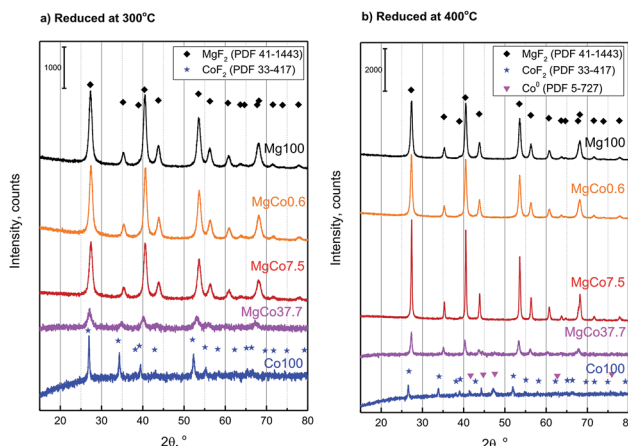 a) Reduced at 300°C
1000
MgF₂ (PDF 41-1443)
CoF₂ (PDF 33-417)
Mg100
MgCo0.6
MgCo7.5
MgCo37.7
Co100
Intensity, counts
20 30 40 50 60 70 80
2θ, °
b) Reduced at 400°C
2000
MgF₂ (PDF 41-1443)
CoF₂ (PDF 33-417)
Co⁰ (PDF 5-727)
Mg100
MgCo0.6
MgCo7.5
MgCo37.7
Co100
Intensity, counts
20 30 40 50 60 70 80
2θ, °